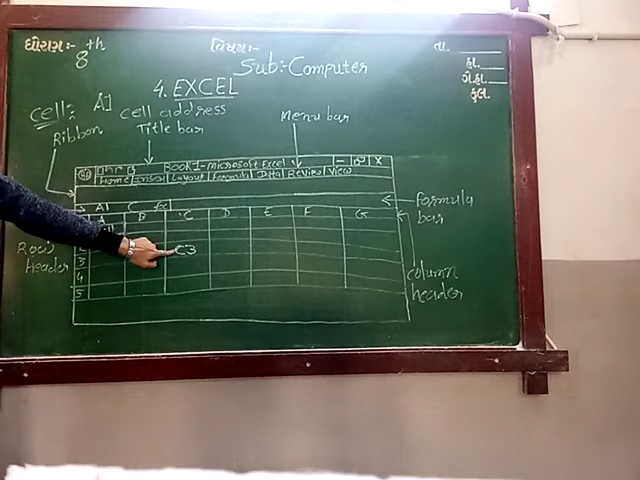 ધોરણ:- 8th વિષય:- Sub:- Computer તા.
ક્રા.
ગે.હા.
કુલ.
4. EXCEL
cell:- A1 cell address
Ribbon Title bar Menu bar
BOOK1-microsoft Excel - X
Home Insert Layout Formula Data Review View
A1 fx
Formula bar
A B C D E F G
Row Header
column header
C3
3
4
5